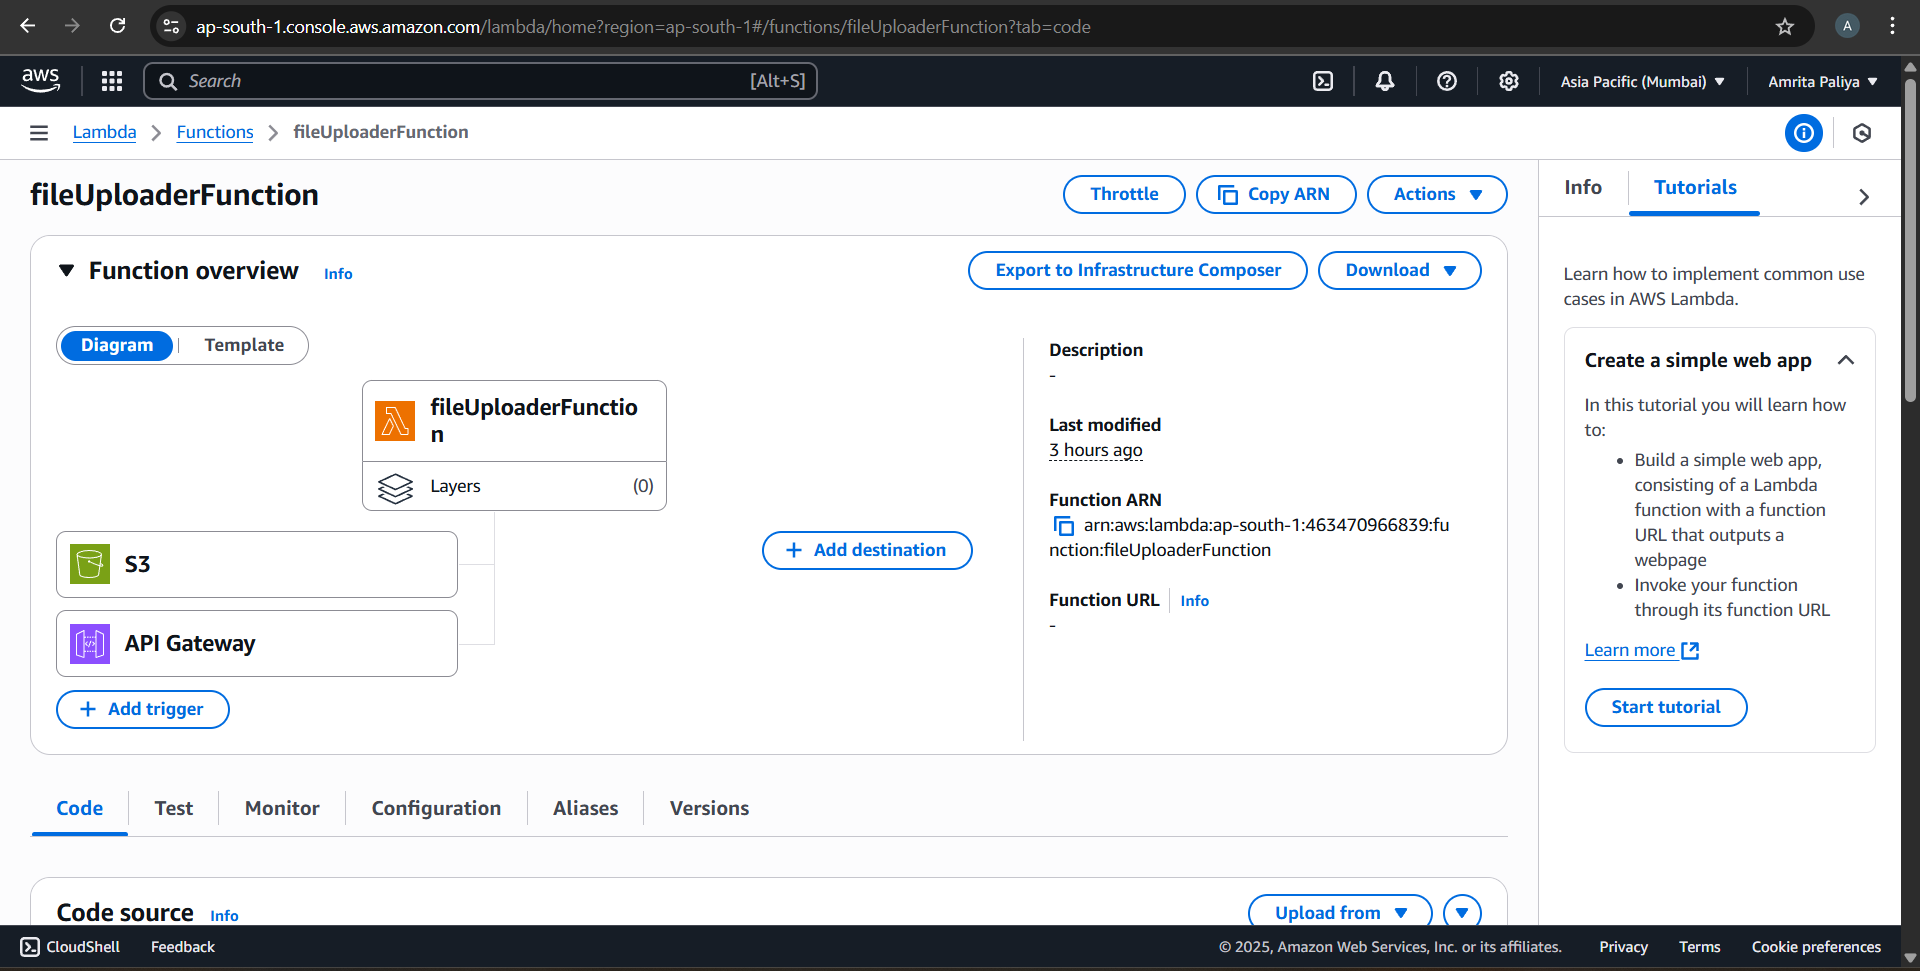 ap-south-1.console.aws.amazon.com/lambda/home?region=ap-south-1#/functions/fileUploaderFunction?tab=code
A
aws
Search
[Alt+S]
Asia Pacific (Mumbai)
Amrita Paliya
Lambda
Functions
fileUploaderFunction
fileUploaderFunction
Throttle
Copy ARN
Actions
Info
Tutorials
Function overview
Info
Export to Infrastructure Composer
Download
Diagram
Template
fileUploaderFunctio
n
Layers
(0)
S3
API Gateway
+ Add trigger
+ Add destination
Description
-
Last modified
3 hours ago
Function ARN
arn:aws:lambda:ap-south-1:463470966839:fu
nction:fileUploaderFunction
Function URL
Info
-
Learn how to implement common use
cases in AWS Lambda.
Create a simple web app
In this tutorial you will learn how
to:
• Build a simple web app,
consisting of a Lambda
function with a function
URL that outputs a
webpage
• Invoke your function
through its function URL
Learn more
Start tutorial
Code
Test
Monitor
Configuration
Aliases
Versions
Code source
Info
Upload from
CloudShell
Feedback
© 2025, Amazon Web Services, Inc. or its affiliates.
Privacy
Terms
Cookie preferences